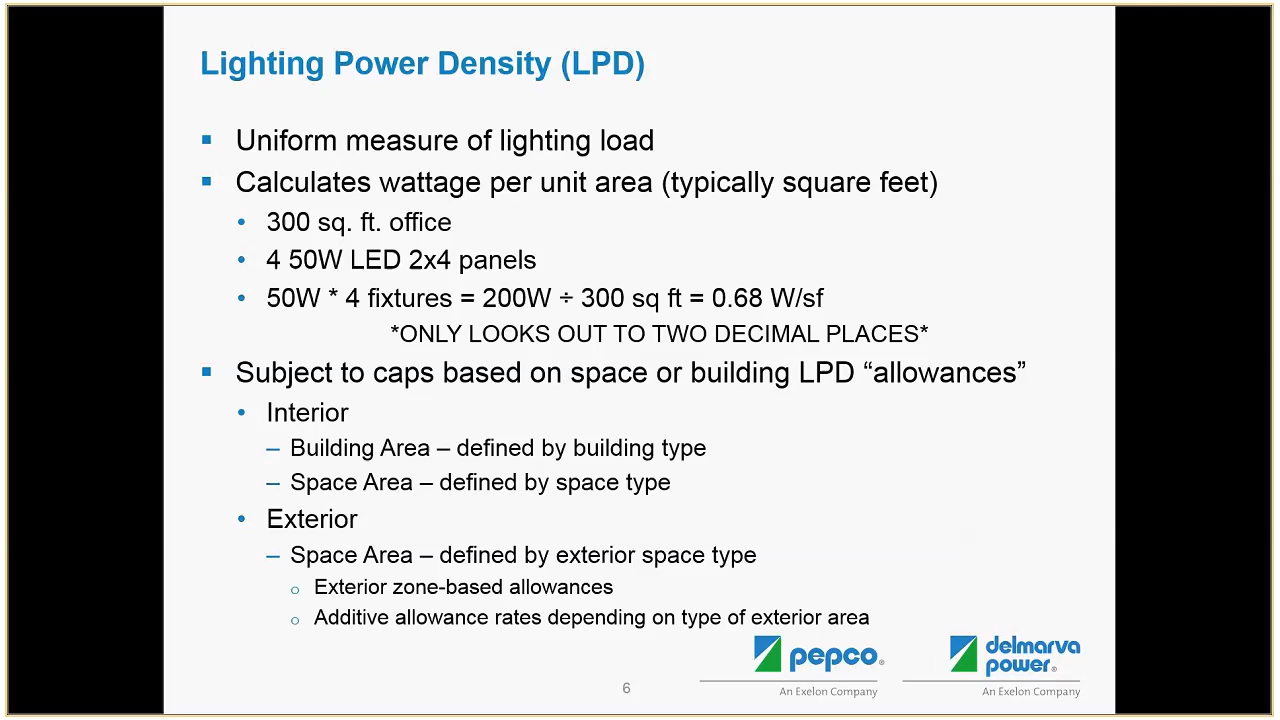 Lighting Power Density (LPD)
▪ Uniform measure of lighting load
▪ Calculates wattage per unit area (typically square feet)
• 300 sq. ft. office
• 4 50W LED 2x4 panels
• 50W * 4 fixtures = 200W ÷ 300 sq ft = 0.68 W/sf
*ONLY LOOKS OUT TO TWO DECIMAL PLACES*
▪ Subject to caps based on space or building LPD “allowances”
• Interior
– Building Area – defined by building type
– Space Area – defined by space type
• Exterior
– Space Area – defined by exterior space type
o Exterior zone-based allowances
o Additive allowance rates depending on type of exterior area
pepco®
An Exelon Company
delmarva
power®
An Exelon Company
6